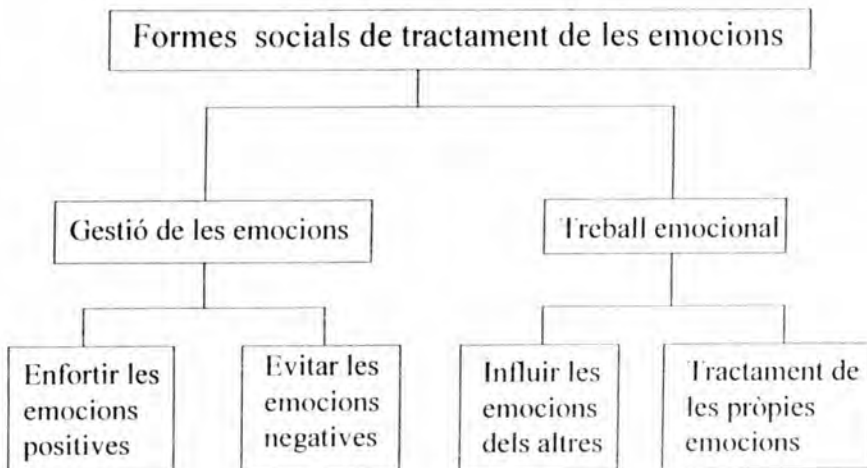 Formes socials de tractament de les emocions
Gestió de les emocions
Treball emocional
Enfortir les
emocions
positives
Evitar les
emocions
negatives
Influir les
emocions
dels altres
Tractament de
les pròpies
emocions